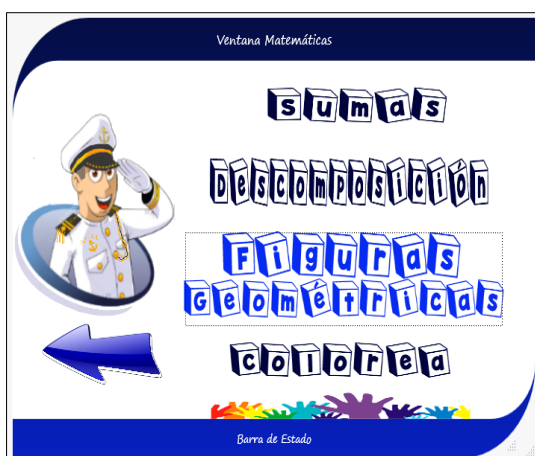 Ventana Matemáticas
Sumas
Descomposición
Figuras
Geométricas
Colorea
Barra de Estado